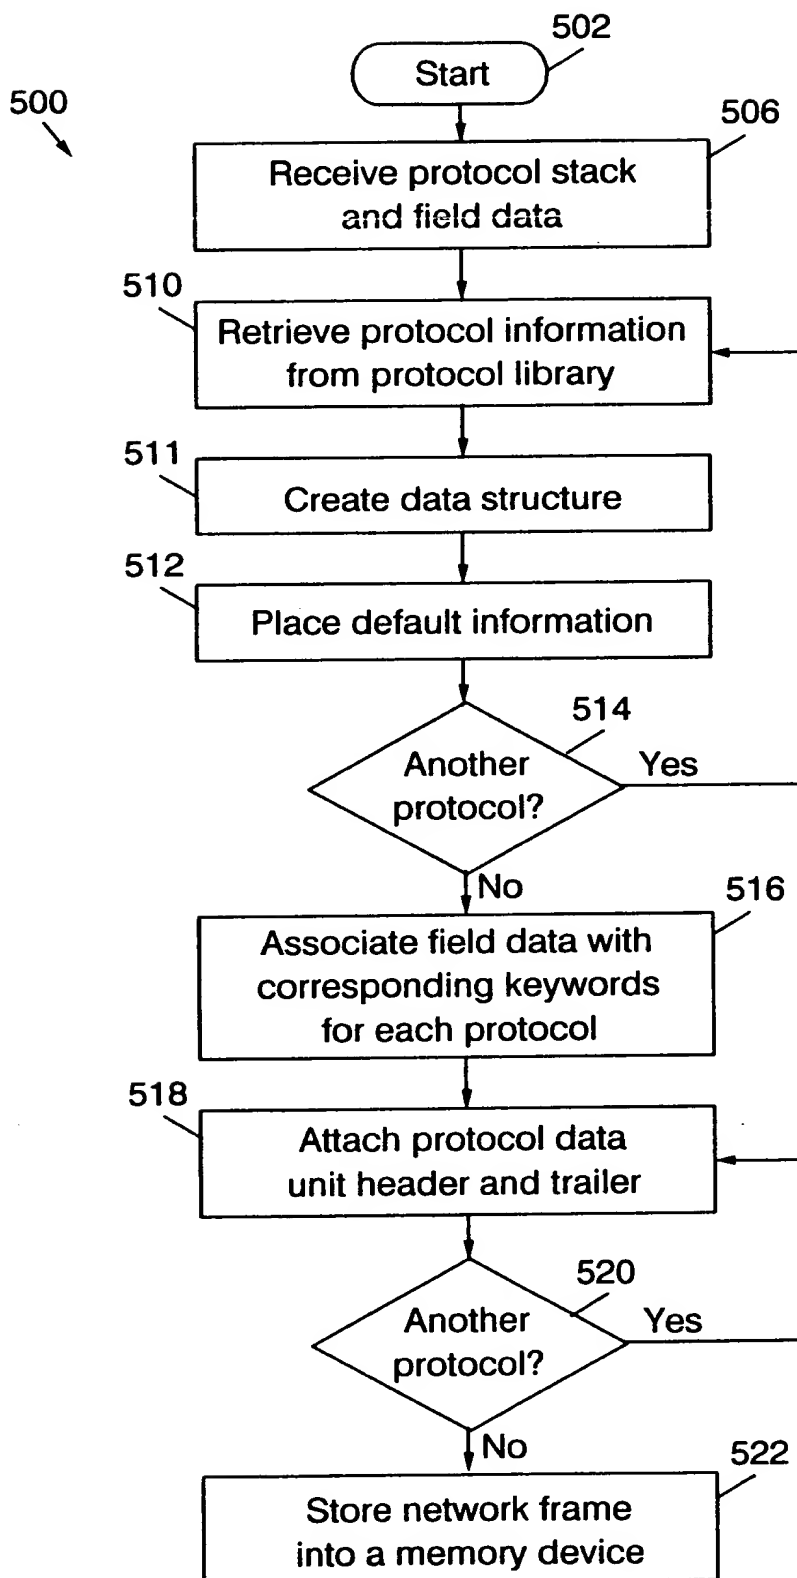 502
Start
500
506
Receive protocol stack
and field data
510
Retrieve protocol information
from protocol library
511
Create data structure
512
Place default information
514
Another
protocol?
Yes
No
516
Associate field data with
corresponding keywords
for each protocol
518
Attach protocol data
unit header and trailer
520
Another
protocol?
Yes
No
522
Store network frame
into a memory device